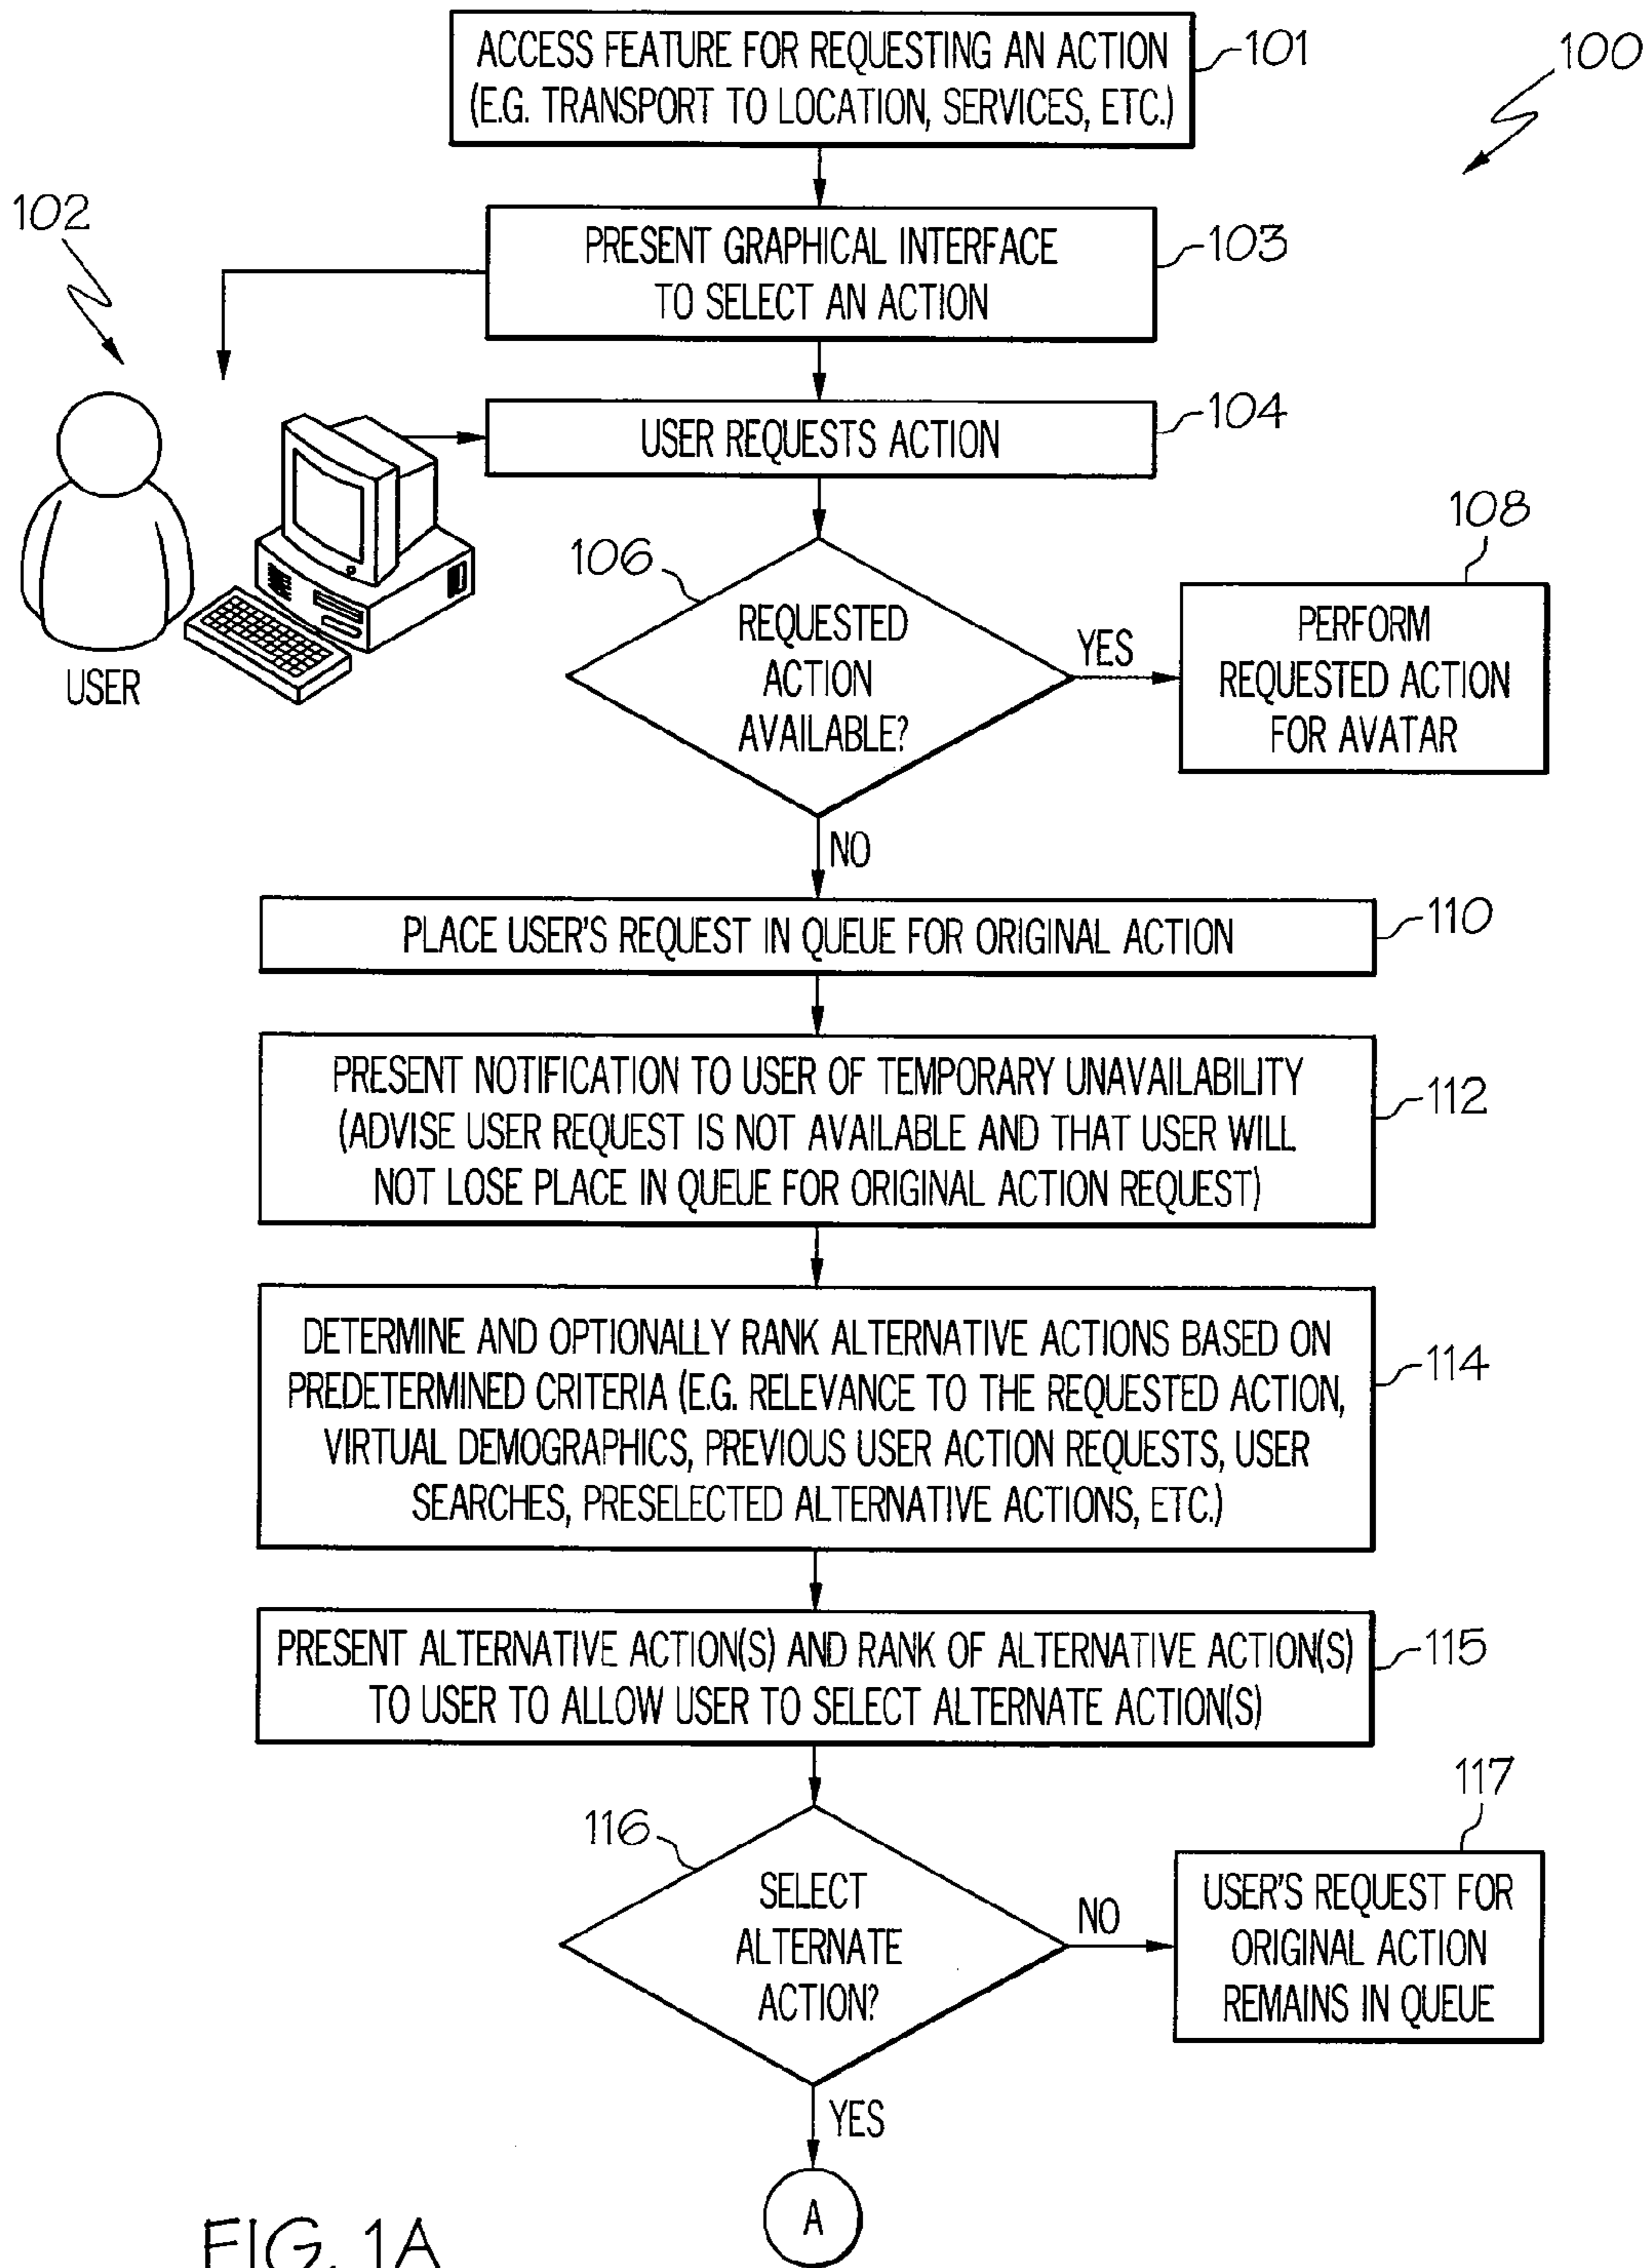 ACCESS FEATURE FOR REQUESTING AN ACTION
(E.G. TRANSPORT TO LOCATION, SERVICES, ETC.)
101
100
102
PRESENT GRAPHICAL INTERFACE
TO SELECT AN ACTION
103
USER REQUESTS ACTION
104
USER
106
REQUESTED
ACTION
AVAILABLE?
YES
108
PERFORM
REQUESTED ACTION
FOR AVATAR
NO
PLACE USER'S REQUEST IN QUEUE FOR ORIGINAL ACTION
110
PRESENT NOTIFICATION TO USER OF TEMPORARY UNAVAILABILITY
(ADVISE USER REQUEST IS NOT AVAILABLE AND THAT USER WILL
NOT LOSE PLACE IN QUEUE FOR ORIGINAL ACTION REQUEST)
112
DETERMINE AND OPTIONALLY RANK ALTERNATIVE ACTIONS BASED ON
PREDETERMINED CRITERIA (E.G. RELEVANCE TO THE REQUESTED ACTION,
VIRTUAL DEMOGRAPHICS, PREVIOUS USER ACTION REQUESTS, USER
SEARCHES, PRESELECTED ALTERNATIVE ACTIONS, ETC.)
114
PRESENT ALTERNATIVE ACTION(S) AND RANK OF ALTERNATIVE ACTION(S)
TO USER TO ALLOW USER TO SELECT ALTERNATE ACTION(S)
115
116
SELECT
ALTERNATE
ACTION?
NO
117
USER'S REQUEST FOR
ORIGINAL ACTION
REMAINS IN QUEUE
YES
A
FIG. 1A